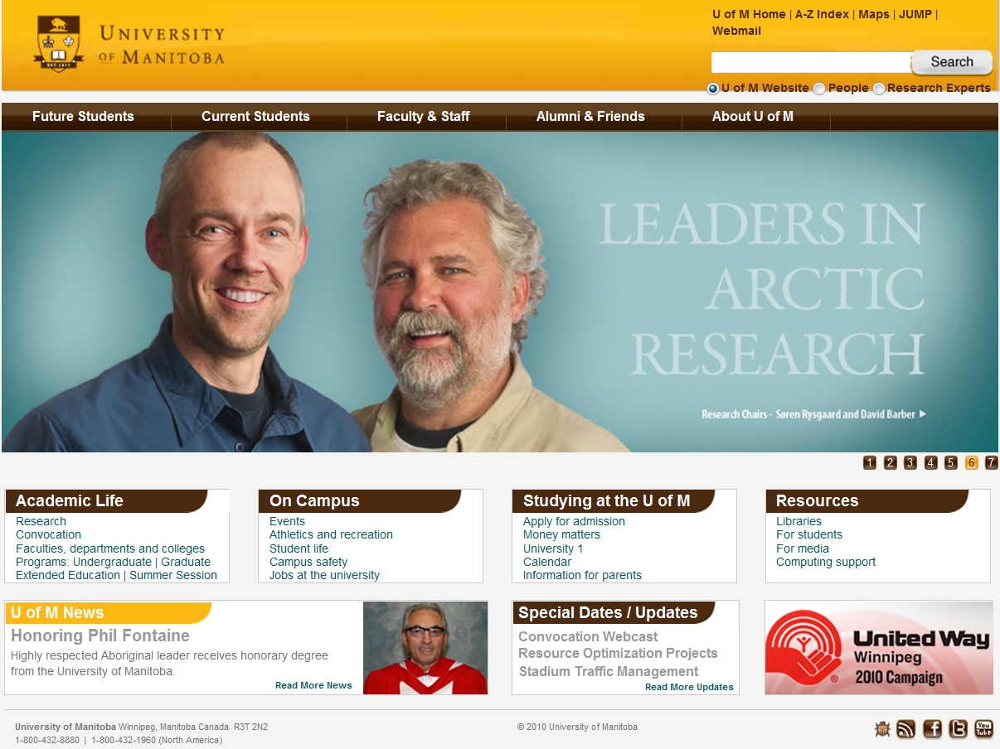 UNIVERSITY
OF MANITOBA
U of M Home | A-Z Index | Maps | JUMP |
Webmail
Search
U of M Website People Research Experts
Future Students Current Students Faculty & Staff Alumni & Friends About U of M
LEADERS IN
ARCTIC
RESEARCH
Research Chairs - Søren Rysgaard and David Barber
1 2 3 4 5 6 7
Academic Life
Research
Convocation
Faculties, departments and colleges
Programs: Undergraduate | Graduate
Extended Education | Summer Session
On Campus
Events
Athletics and recreation
Student life
Campus safety
Jobs at the university
Studying at the U of M
Apply for admission
Money matters
University 1
Calendar
Information for parents
Resources
Libraries
For students
For media
Computing support
U of M News
Honoring Phil Fontaine
Highly respected Aboriginal leader receives honorary degree
from the University of Manitoba.
Read More News
Special Dates / Updates
Convocation Webcast
Resource Optimization Projects
Stadium Traffic Management
Read More Updates
United Way
Winnipeg
2010 Campaign
University of Manitoba Winnipeg, Manitoba Canada R3T 2N2
1-800-432-8880 | 1-800-432-1960 (North America)
© 2010 University of Manitoba
You Tube